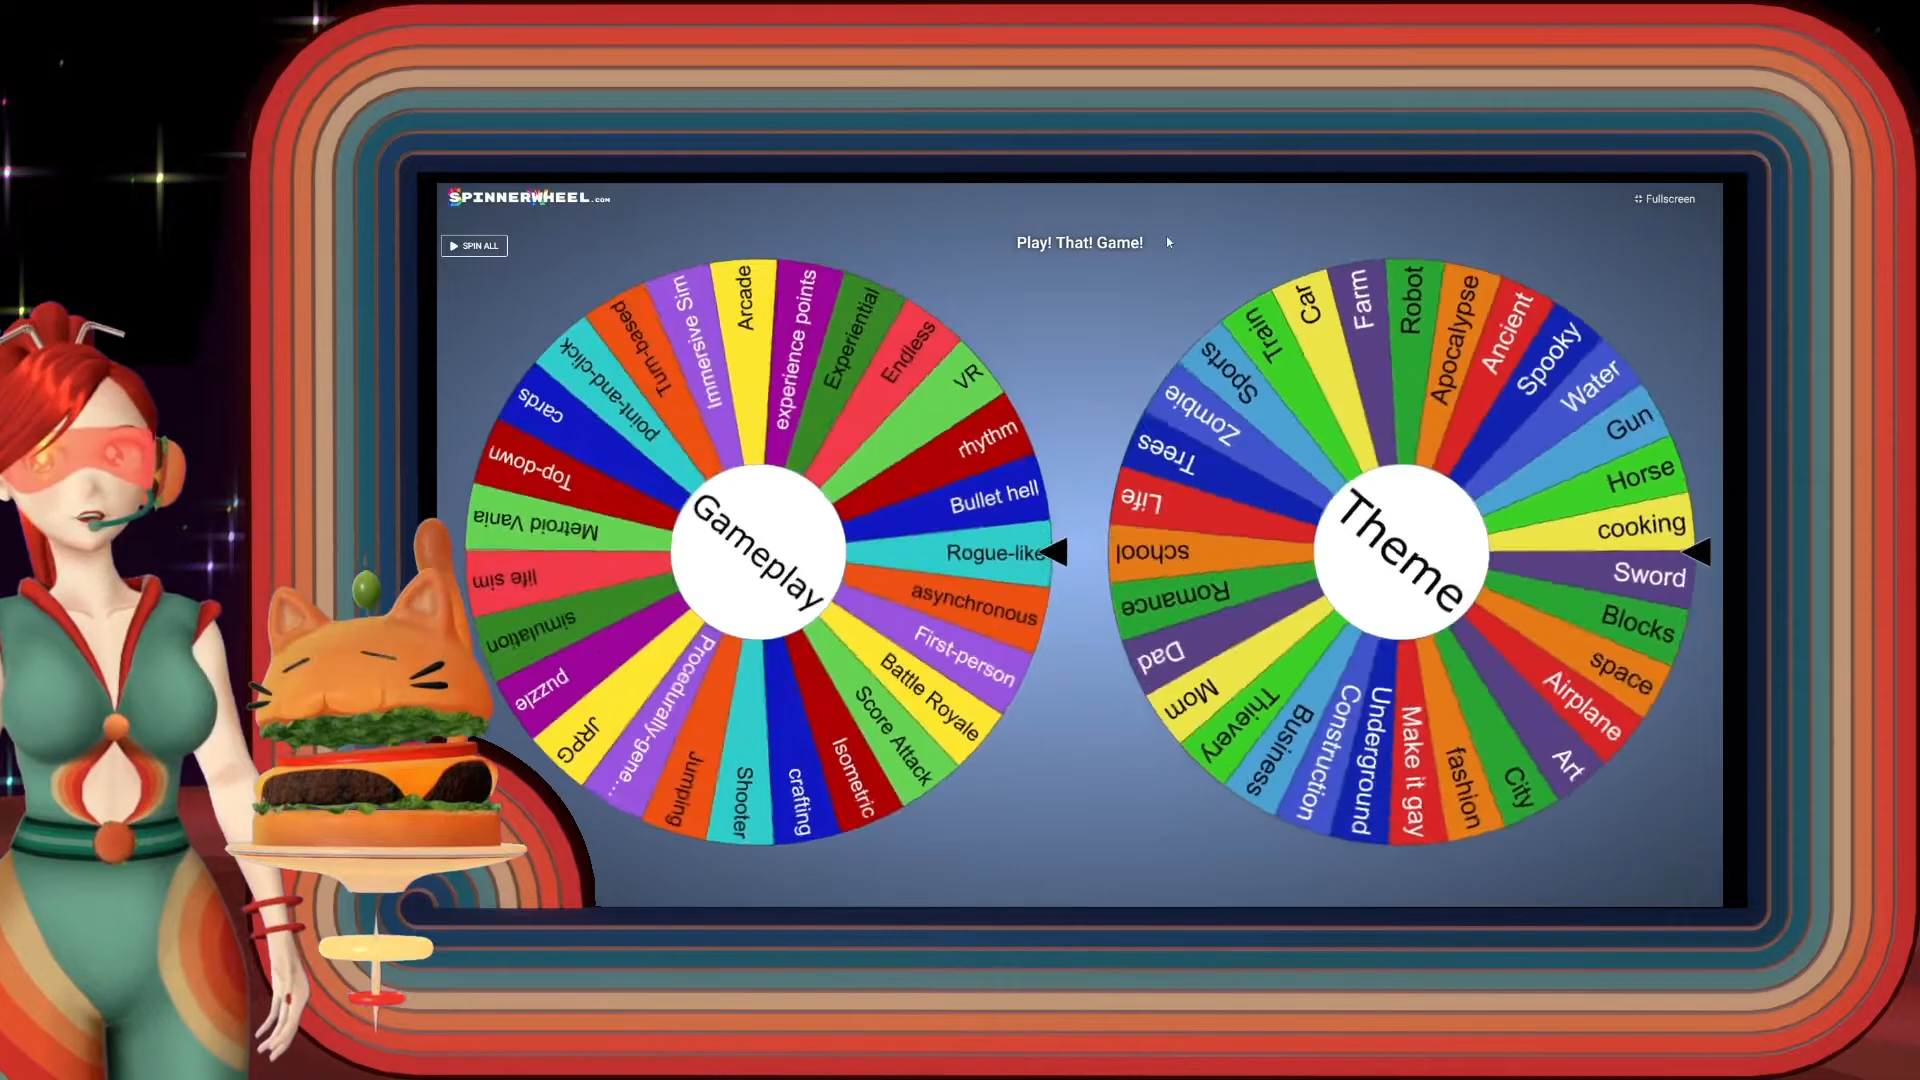 SPINNERWHEEL.COM
Fullscreen
SPIN ALL
Play! That! Game!
Gameplay
Arcade
experience points
Experiential
Endless
VR
rhythm
Bullet hell
Rogue-like
asynchronous
First-person
Battle Royale
Score Attack
Isometric
crafting
Shooter
Jumping
Procedurally-gene...
JRPG
puzzle
simulation
life sim
Metroid Vania
Top-down
cards
point-and-click
Turn-based
Immersive Sim
Theme
Robot
Apocalypse
Ancient
Spooky
Water
Gun
Horse
cooking
Sword
Blocks
space
Airplane
Art
City
fashion
Make it gay
Underground
Construction
Business
Thievery
Mom
Dad
Romance
school
Life
Trees
Zombie
Sports
Train
Car
Farm